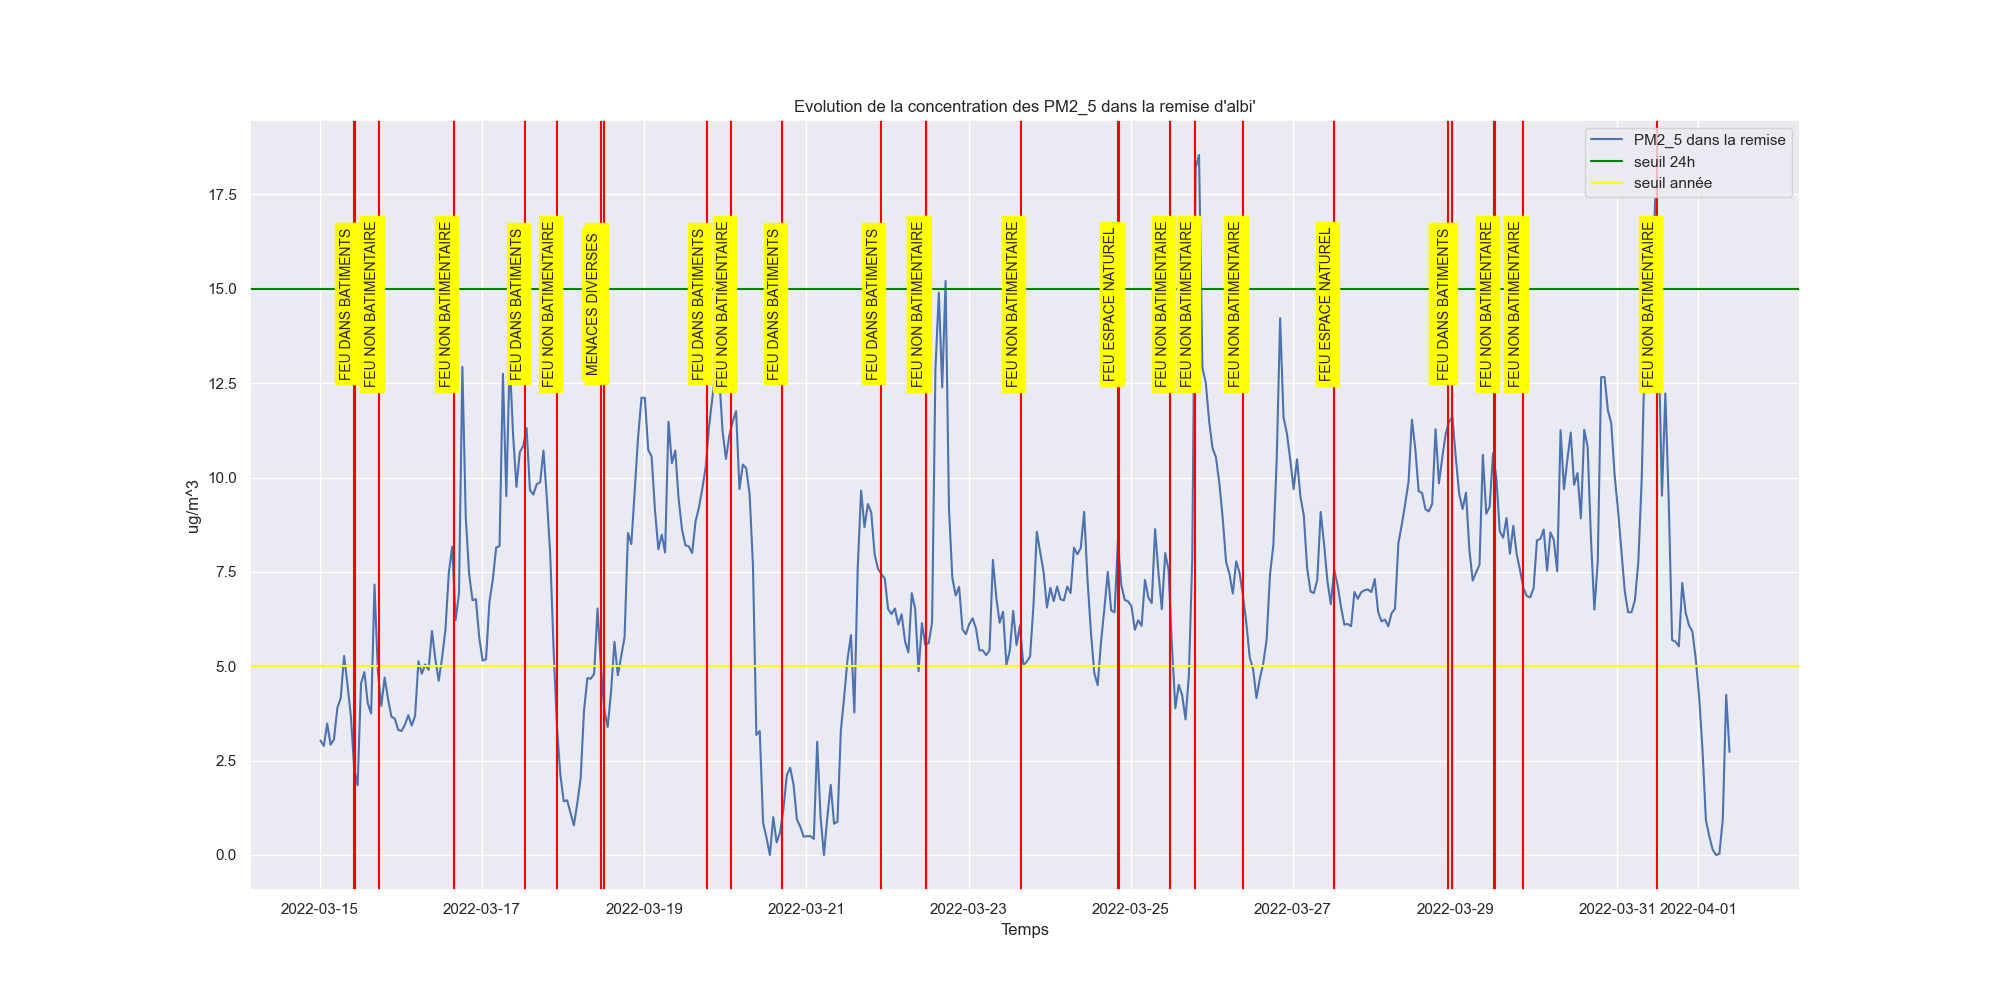 Evolution de la concentration des PM2_5 dans la remise d'albi'
PM2_5 dans la remise
seuil 24h
seuil année
17.5
15.0
12.5
10.0
7.5
5.0
2.5
0.0
ug/m^3
FEU DANS BATIMENTS
FEU NON BATIMENTAIRE
FEU NON BATIMENTAIRE
FEU DANS BATIMENTS
FEU NON BATIMENTAIRE
MENACES DIVERSES
FEU DANS BATIMENTS
FEU NON BATIMENTAIRE
FEU DANS BATIMENTS
FEU DANS BATIMENTS
FEU NON BATIMENTAIRE
FEU NON BATIMENTAIRE
FEU ESPACE NATUREL
FEU NON BATIMENTAIRE
FEU NON BATIMENTAIRE
FEU NON BATIMENTAIRE
FEU ESPACE NATUREL
FEU DANS BATIMENTS
FEU NON BATIMENTAIRE
FEU NON BATIMENTAIRE
FEU NON BATIMENTAIRE
2022-03-15
2022-03-17
2022-03-19
2022-03-21
2022-03-23
2022-03-25
2022-03-27
2022-03-29
2022-03-31
2022-04-01
Temps